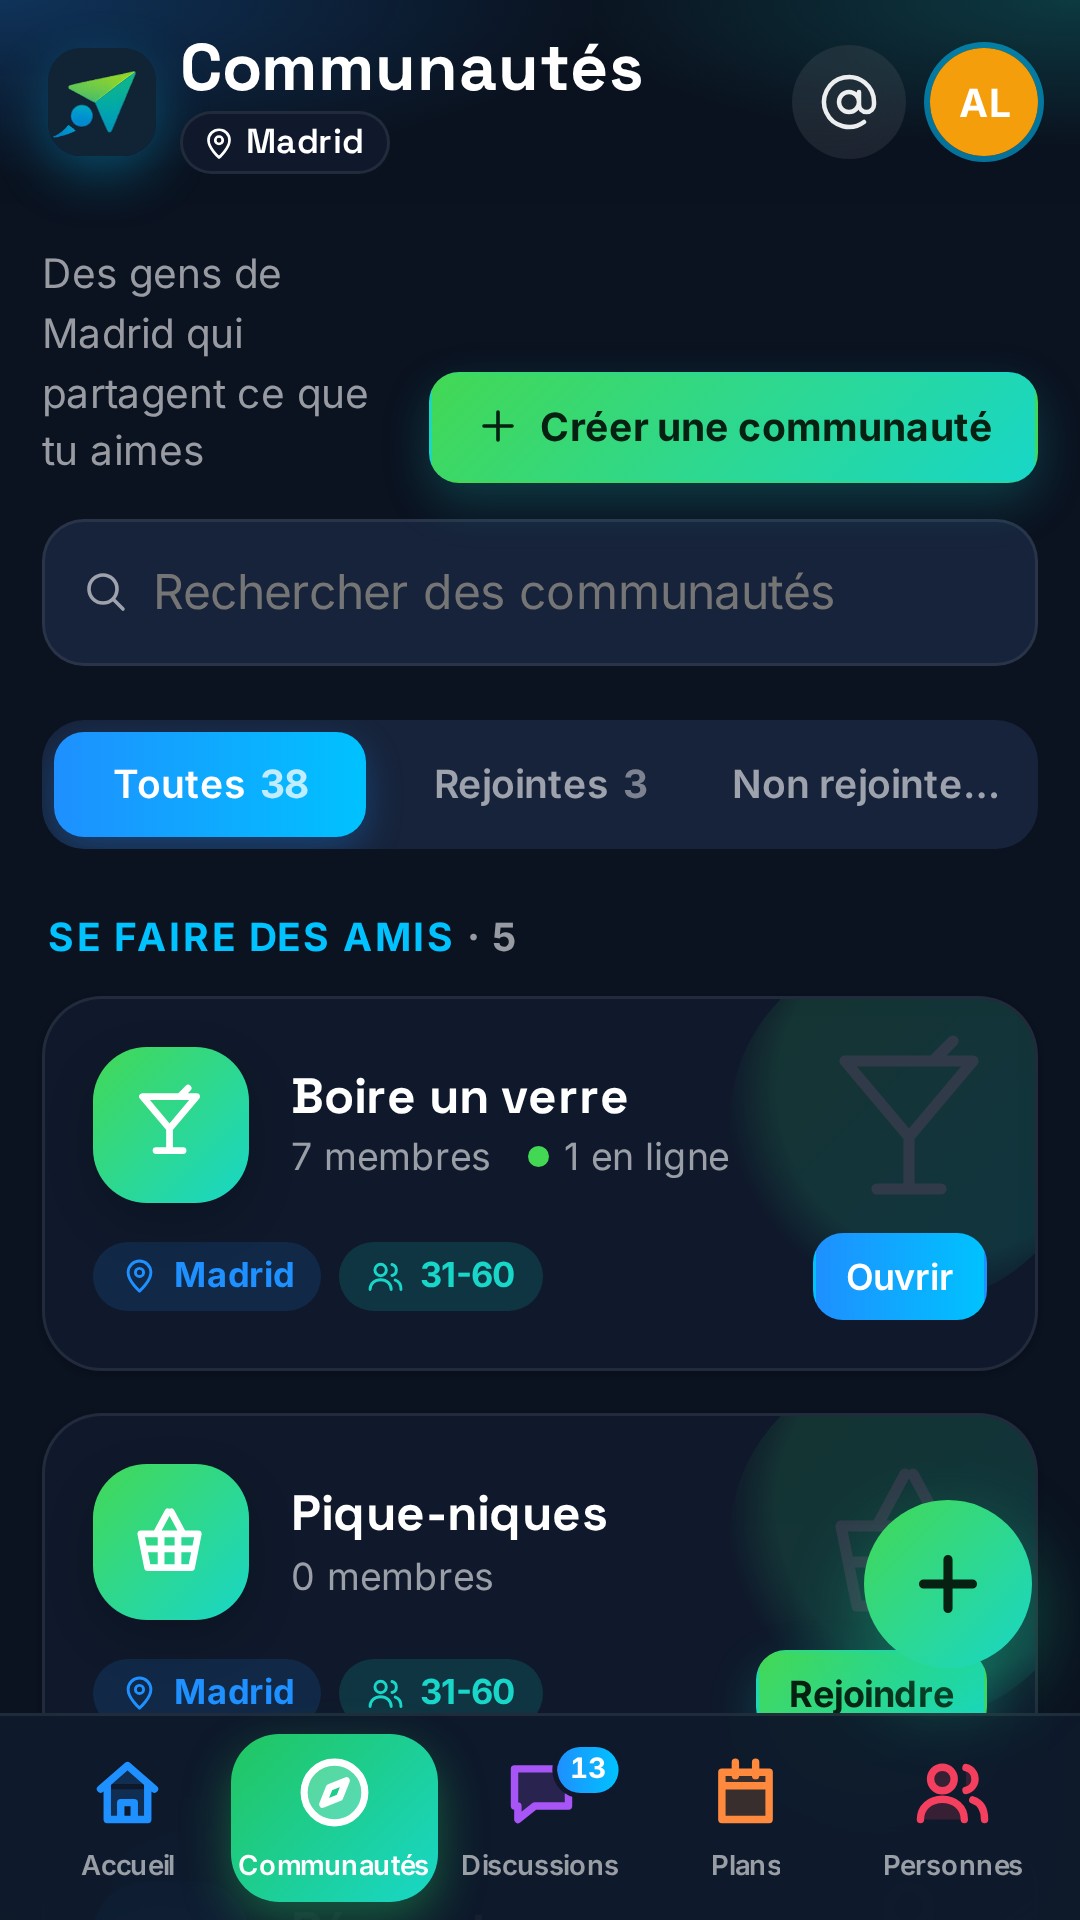 Communautés
Madrid
AL
Des gens de
Madrid qui
partagent ce que
tu aimes
Créer une communauté
Rechercher des communautés
Toutes 38
Rejointes 3
Non rejointe...
SE FAIRE DES AMIS · 5
Boire un verre
7 membres
1 en ligne
Madrid
31-60
Ouvrir
Pique-niques
0 membres
Madrid
31-60
Rejoindre
13
Accueil
Communautés
Discussions
Plans
Personnes